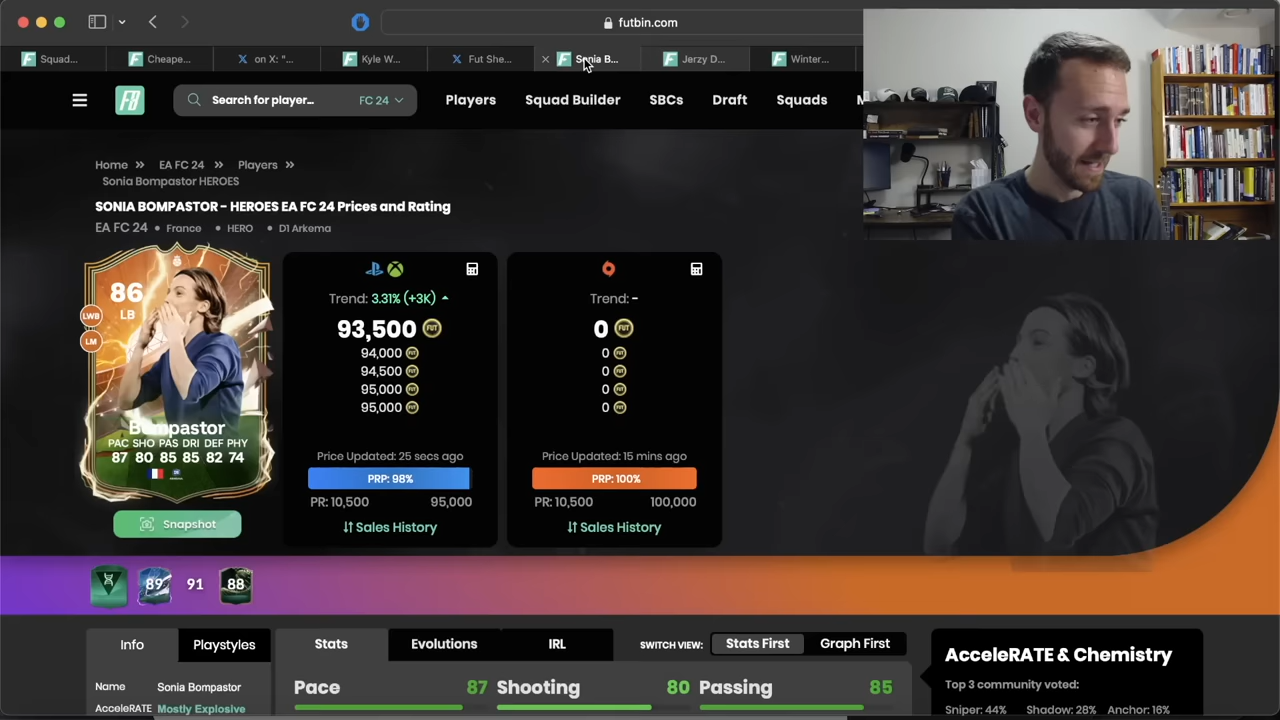 futbin.com
Squad...
Cheape...
on X: "...
Kyle W...
Fut She...
Sonia B...
Jerzy D...
Winter...
Search for player...
FC 24
Players
Squad Builder
SBCs
Draft
Squads
M
Home » EA FC 24 » Players »
Sonia Bompastor HEROES
SONIA BOMPASTOR - HEROES EA FC 24 Prices and Rating
EA FC 24 • France • HERO • D1 Arkema
86
LB
LWB
LM
Bompastor
PAC SHO PAS DRI DEF PHY
87 80 85 85 82 74
Snapshot
Trend: 3.31% (+3K)
93,500
94,000
94,500
95,000
95,000
Price Updated: 25 secs ago
PRP: 98%
PR: 10,500 95,000
Sales History
Trend: -
0
0
0
0
0
Price Updated: 15 mins ago
PRP: 100%
PR: 10,500 100,000
Sales History
89
91
88
Info
Playstyles
Stats
Evolutions
IRL
SWITCH VIEW:
Stats First
Graph First
Name Sonia Bompastor
AcceleRATE Mostly Explosive
Pace 87
Shooting 80
Passing 85
AcceleRATE & Chemistry
Top 3 community voted:
Sniper: 44% Shadow: 28% Anchor: 16%